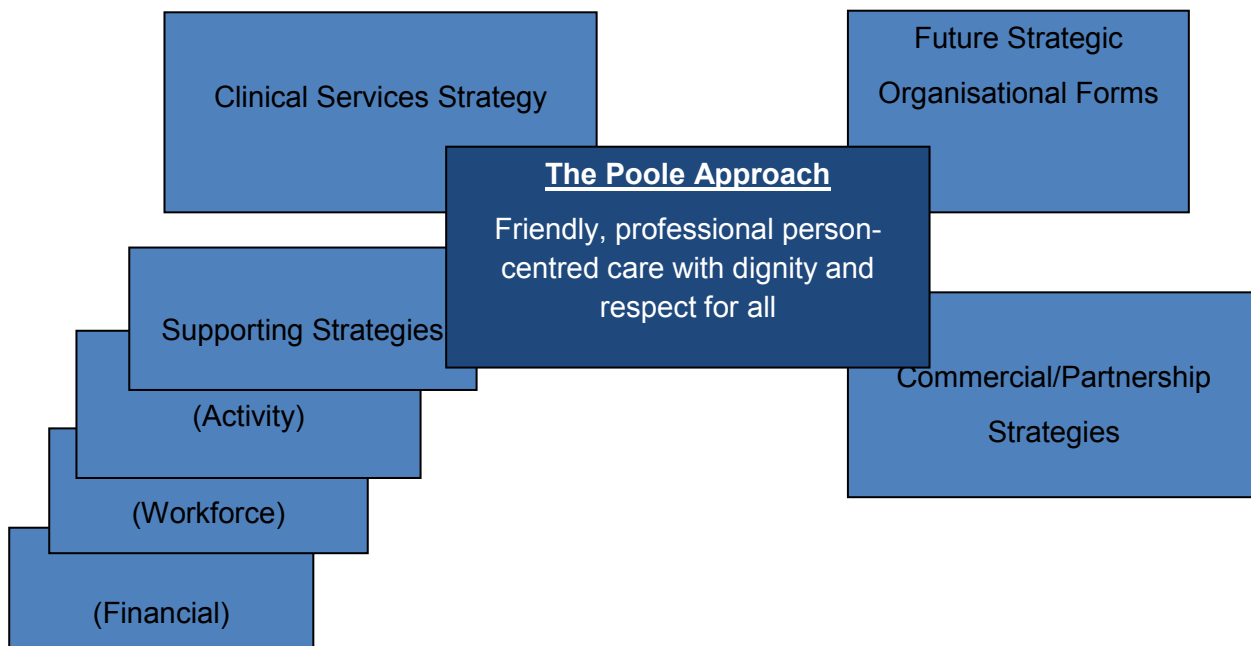 Clinical Services Strategy
Future Strategic
Organisational Forms
The Poole Approach
Friendly, professional person-
centred care with dignity and
respect for all
Supporting Strategies
(Activity)
(Workforce)
(Financial)
Commercial/Partnership
Strategies